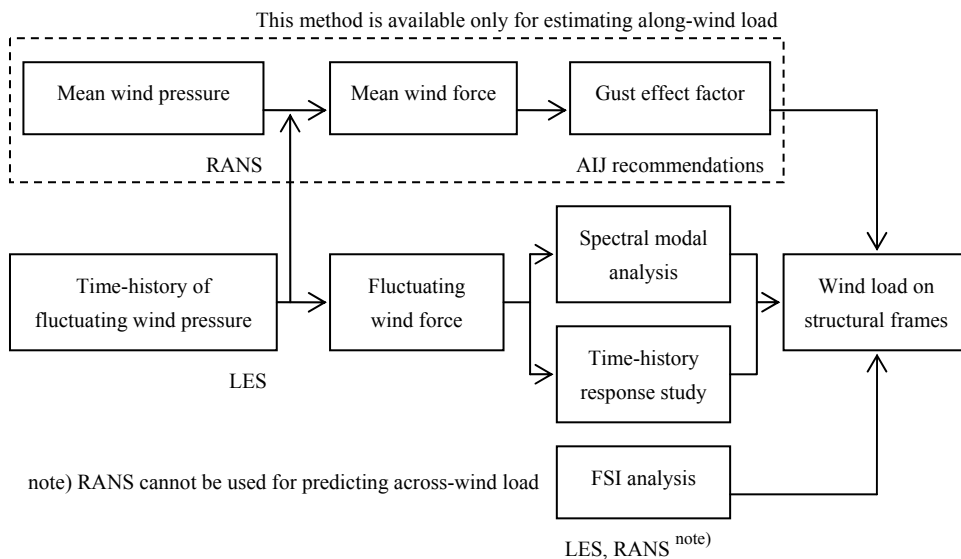 This method is available only for estimating along-wind load
Mean wind pressure
Mean wind force
Gust effect factor
RANS
AIJ recommendations
Time-history of
fluctuating wind pressure
LES
Fluctuating
wind force
Spectral modal
analysis
Time-history
response study
Wind load on
structural frames
note) RANS cannot be used for predicting across-wind load
FSI analysis
LES, RANS note)